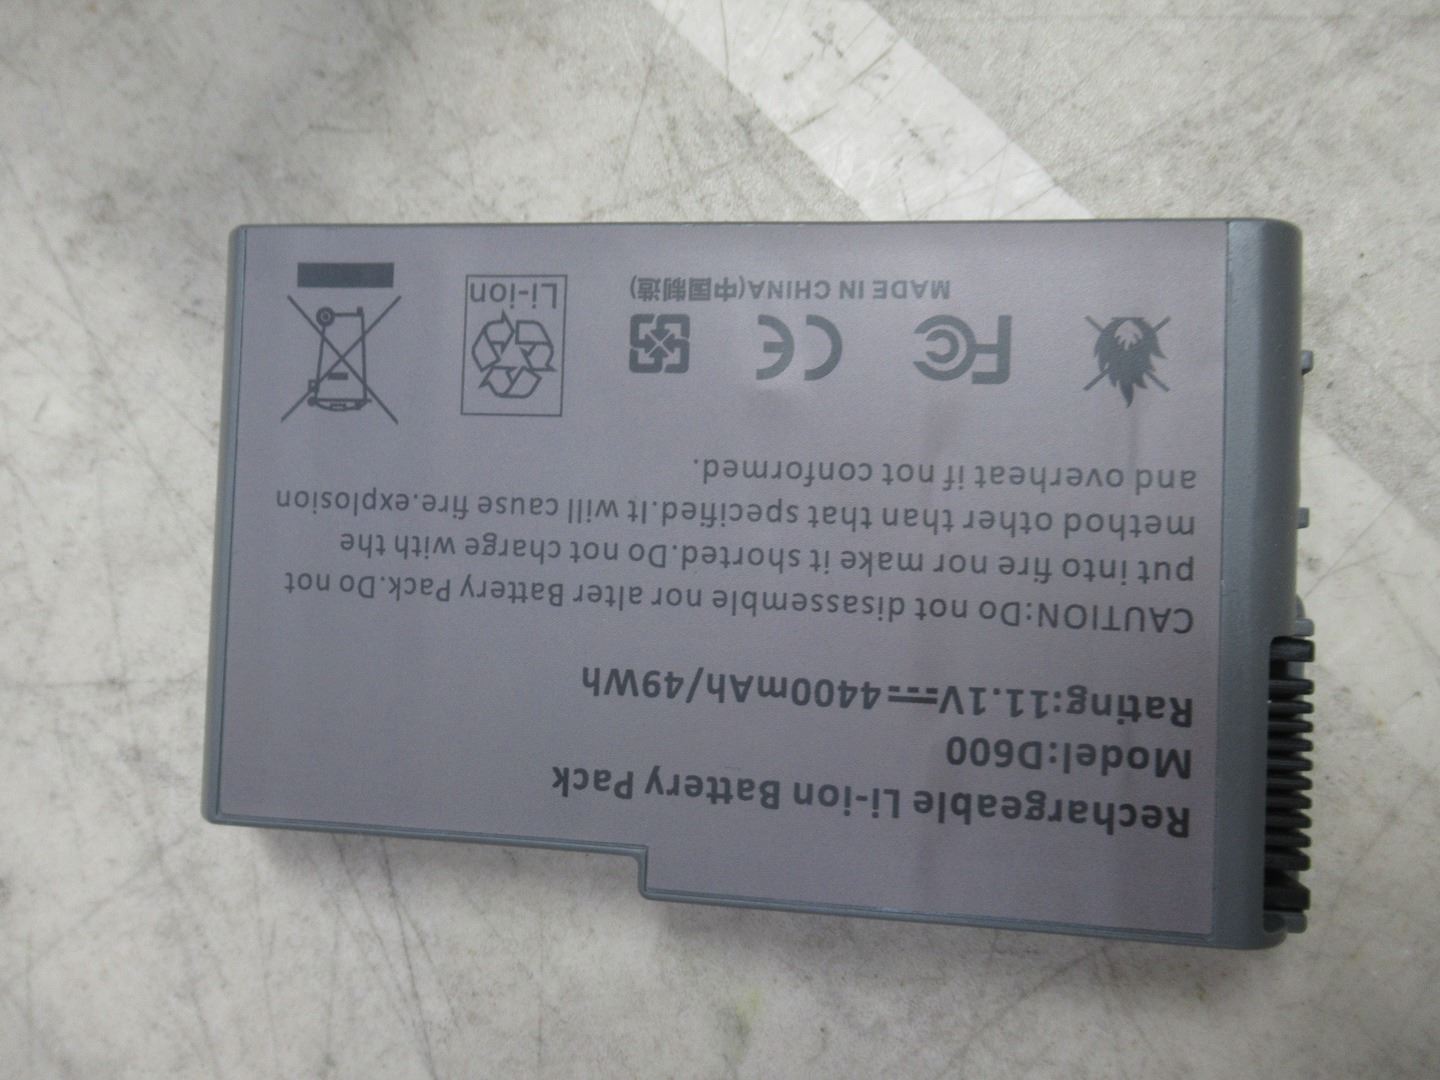 Rechargeable Li-ion Battery Pack
Model:D600
Rating:11.1V⎓4400mAh/49Wh
CAUTION:Do not disassemble nor alter Battery Pack.Do not
put into fire nor make it shorted.Do not charge with the
method other than that specified.It will cause fire.explosion
and overheat if not conformed.
FC CE
Li-ion
MADE IN CHINA(中国制造)